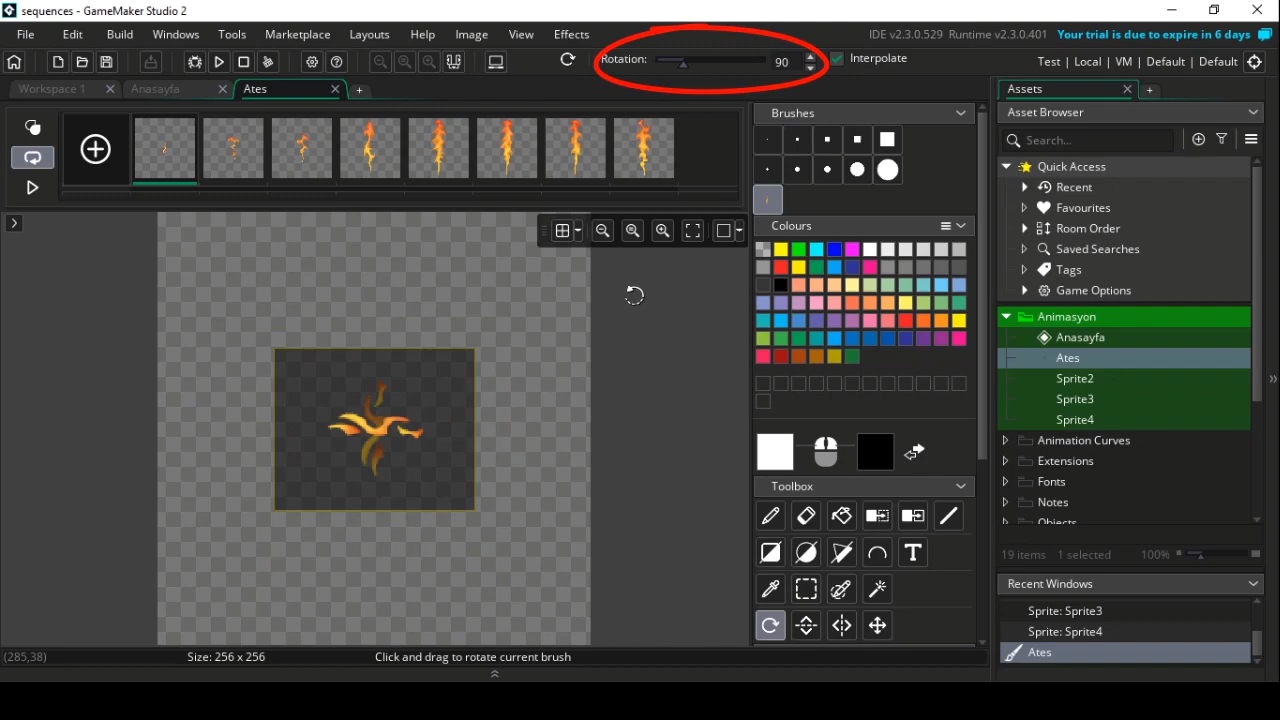 sequences - GameMaker Studio 2
File Edit Build Windows Tools Marketplace Layouts Help Image View Effects
IDE v2.3.0.529 Runtime v2.3.0.401 Your trial is due to expire in 6 days
Rotation: 90 Interpolate
Test | Local | VM | Default | Default
Workspace 1 Anasayfa Ates
Assets
Brushes
Asset Browser
Search...
Quick Access
Recent
Favourites
Colours
Room Order
Saved Searches
Tags
Game Options
Animasyon
Anasayfa
Ates
Sprite2
Sprite3
Sprite4
Animation Curves
Extensions
Fonts
Toolbox
Notes
Objects
19 items 1 selected 100%
Recent Windows
Sprite: Sprite3
Sprite: Sprite4
Ates
(285,38) Size: 256 x 256 Click and drag to rotate current brush